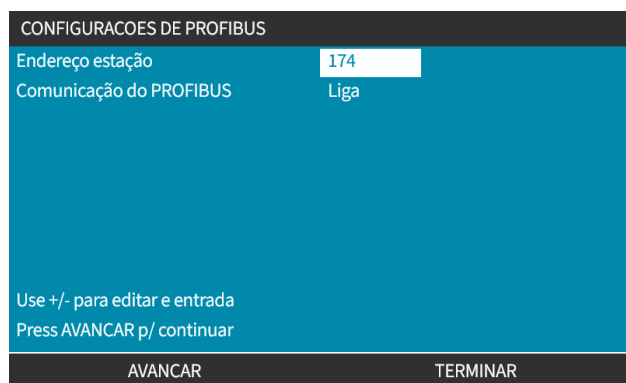 CONFIGURACOES DE PROFIBUS
Endereço estação 174
Comunicação do PROFIBUS Liga
Use +/- para editar e entrada
Press AVANCAR p/ continuar
AVANCAR TERMINAR